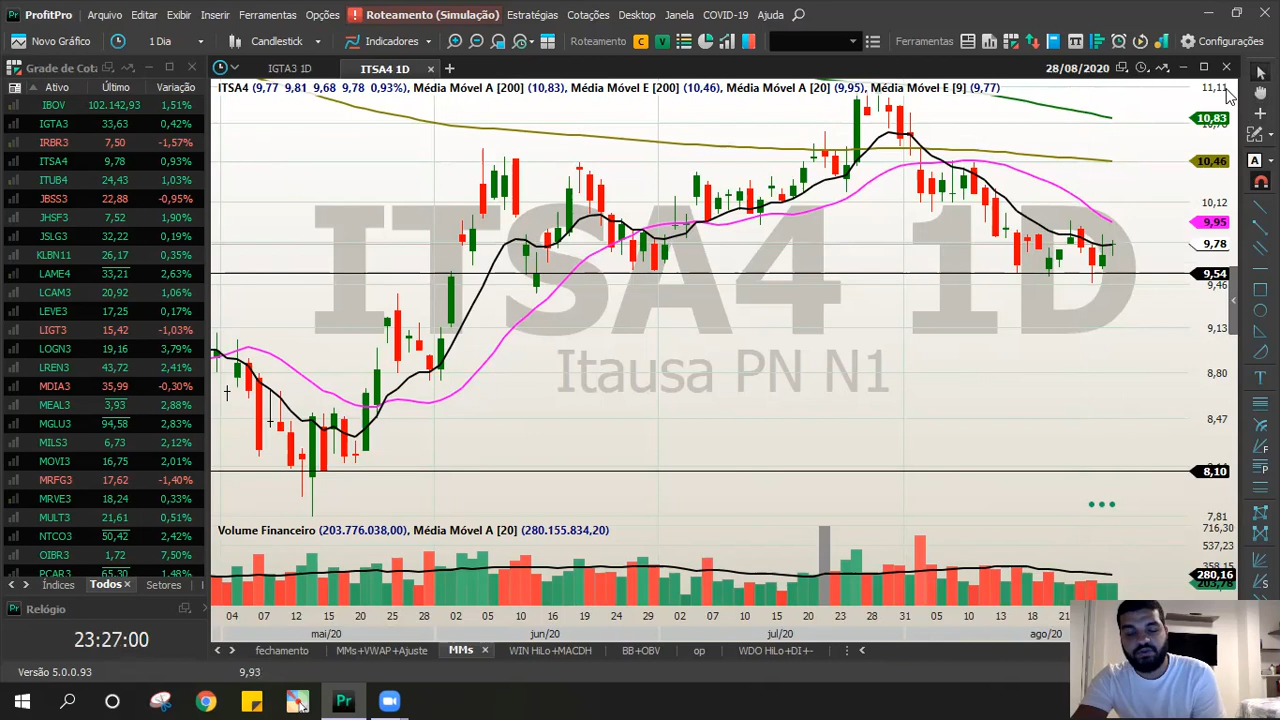 ProfitPro Arquivo Editar Exibir Inserir Ferramentas Opções ! Roteamento (Simulação) Estratégias Cotações Desktop Janela COVID-19 Ajuda
Novo Gráfico 1 Dia Candlestick Indicadores Roteamento C V Ferramentas Configurações
Grade de Cota IGTA3 1D ITSA4 1D 28/08/2020
Ativo Último Variação
IBOV 102.142,93 1,51%
IGTA3 33,63 0,42%
IRBR3 7,50 -1,57%
ITSA4 9,78 0,93%
ITUB4 24,43 1,03%
JBSS3 22,88 -0,95%
JHSF3 7,52 1,90%
JSLG3 32,22 0,19%
KLBN11 26,17 0,35%
LAME4 33,21 2,63%
LCAM3 20,92 1,06%
LEVE3 17,25 0,17%
LIGT3 15,42 -1,03%
LOGN3 19,16 3,79%
LREN3 43,72 2,41%
MDIA3 35,99 -0,30%
MEAL3 3,93 2,88%
MGLU3 94,58 2,83%
MILS3 6,73 2,12%
MOVI3 16,75 2,01%
MRFG3 17,62 -1,40%
MRVE3 18,24 0,33%
MULT3 21,61 0,51%
NTCO3 50,42 2,42%
OIBR3 1,72 7,50%
PCAR3 65,30 1,48%
Índices Todos Setores
Pr Relógio
23:27:00
ITSA4 (9,77 9,81 9,68 9,78 0,93%), Média Móvel A [200] (10,83), Média Móvel E [200] (10,46), Média Móvel A [20] (9,95), Média Móvel E [9] (9,77)
11,11
10,83
10,46
10,12
9,95
9,78
9,54
9,46
9,13
8,80
8,47
8,10
7,81
ITSA4 1D
Itausa PN N1
Volume Financeiro (203.776.038,00), Média Móvel A [20] (280.155.834,20)
716,30
537,23
280,16
04 07 12 15 20 25 28 02 05 10 16 19 24 29 02 07 10 15 20 23 28 31 05 10 13 18
mai/20 jun/20 jul/20 ago/20
fechamento MMs+VWAP+Ajuste MMs WIN HiLo+MACDH BB+OBV op WDO HiLo+DI+-
Versão 5.0.0.93 9,93
Pr